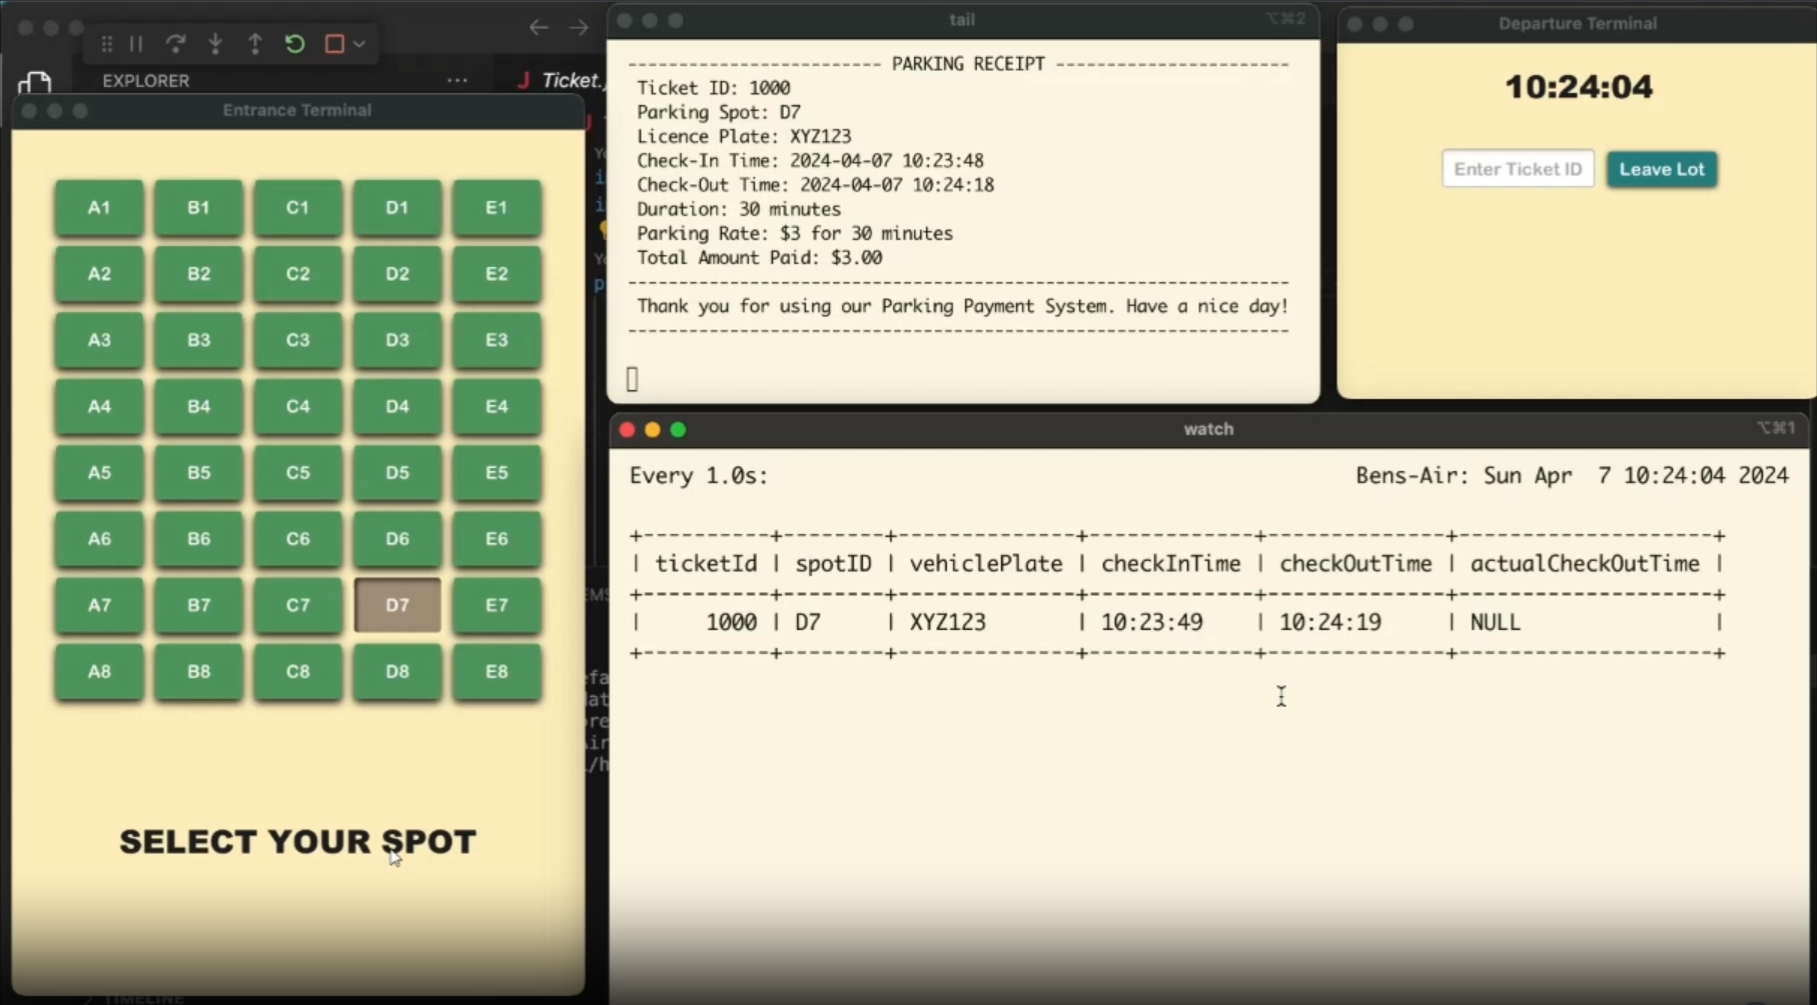 EXPLORER
Ticket.
Entrance Terminal
A1 B1 C1 D1 E1
A2 B2 C2 D2 E2
A3 B3 C3 D3 E3
A4 B4 C4 D4 E4
A5 B5 C5 D5 E5
A6 B6 C6 D6 E6
A7 B7 C7 D7 E7
A8 B8 C8 D8 E8
SELECT YOUR SPOT
TIMELINE
tail ⌥⌘2
---------------------- PARKING RECEIPT ----------------------
Ticket ID: 1000
Parking Spot: D7
Licence Plate: XYZ123
Check-In Time: 2024-04-07 10:23:48
Check-Out Time: 2024-04-07 10:24:18
Duration: 30 minutes
Parking Rate: $3 for 30 minutes
Total Amount Paid: $3.00
Thank you for using our Parking Payment System. Have a nice day!
Departure Terminal
10:24:04
Enter Ticket ID Leave Lot
watch ⌥⌘1
Every 1.0s: Bens-Air: Sun Apr 7 10:24:04 2024
| ticketId | spotID | vehiclePlate | checkInTime | checkOutTime | actualCheckOutTime |
| 1000 | D7 | XYZ123 | 10:23:49 | 10:24:19 | NULL |